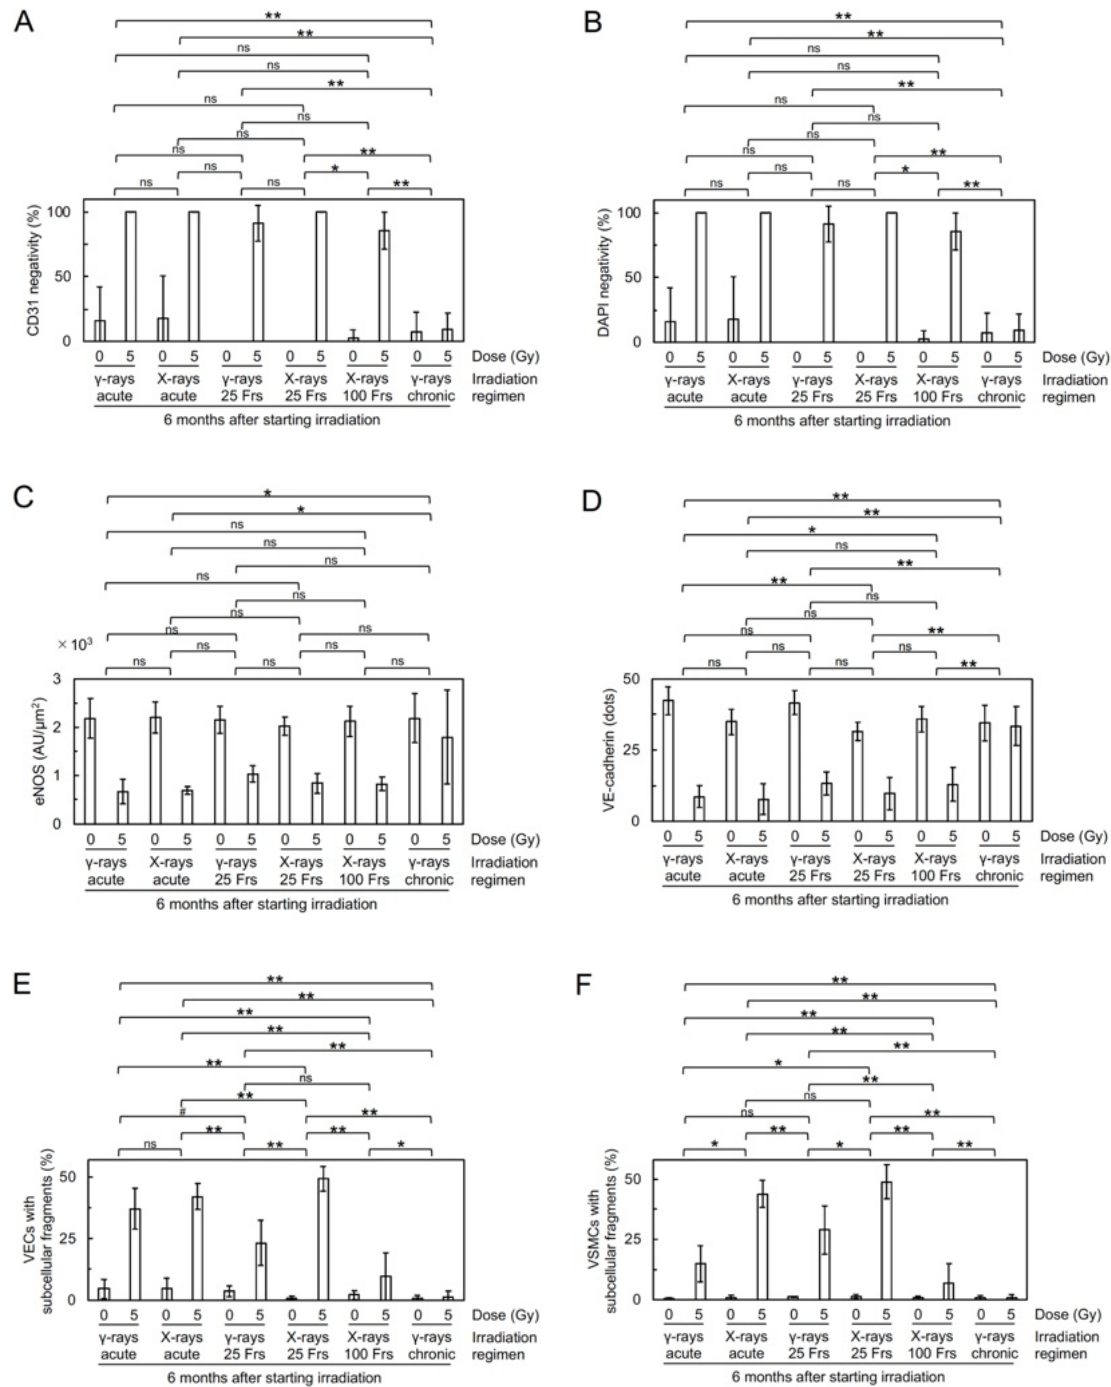 A
**
**
ns
ns
**
ns
ns
ns
ns
**
ns
*
ns
ns
**
CD31 negativity (%)
100
50
0
0 5 0 5 0 5 0 5 0 5 0 5 Dose (Gy)
γ-rays X-rays γ-rays X-rays X-rays γ-rays Irradiation
acute acute 25 Frs 25 Frs 100 Frs chronic regimen
6 months after starting irradiation
B
**
**
ns
ns
**
ns
ns
ns
ns
**
ns
*
ns
ns
**
DAPI negativity (%)
100
50
0
0 5 0 5 0 5 0 5 0 5 0 5 Dose (Gy)
γ-rays X-rays γ-rays X-rays X-rays γ-rays Irradiation
acute acute 25 Frs 25 Frs 100 Frs chronic regimen
6 months after starting irradiation
C
*
*
ns
ns
ns
ns
ns
ns
ns
ns
ns
ns
ns
ns
ns
× 10³
eNOS (AU/μm²)
3
2
1
0
0 5 0 5 0 5 0 5 0 5 0 5 Dose (Gy)
γ-rays X-rays γ-rays X-rays X-rays γ-rays Irradiation
acute acute 25 Frs 25 Frs 100 Frs chronic regimen
6 months after starting irradiation
D
**
**
*
ns
**
**
ns
ns
ns
**
ns
ns
ns
ns
**
VE-cadherin (dots)
50
25
0
0 5 0 5 0 5 0 5 0 5 0 5 Dose (Gy)
γ-rays X-rays γ-rays X-rays X-rays γ-rays Irradiation
acute acute 25 Frs 25 Frs 100 Frs chronic regimen
6 months after starting irradiation
E
**
**
**
**
**
**
ns
**
#
**
**
**
ns
**
*
VECs with
subcellular fragments (%)
50
25
0
0 5 0 5 0 5 0 5 0 5 0 5 Dose (Gy)
γ-rays X-rays γ-rays X-rays X-rays γ-rays Irradiation
acute acute 25 Frs 25 Frs 100 Frs chronic regimen
6 months after starting irradiation
F
**
**
**
**
**
*
**
ns
ns
**
**
**
*
*
**
VSMCs with
subcellular fragments (%)
50
25
0
0 5 0 5 0 5 0 5 0 5 0 5 Dose (Gy)
γ-rays X-rays γ-rays X-rays X-rays γ-rays Irradiation
acute acute 25 Frs 25 Frs 100 Frs chronic regimen
6 months after starting irradiation